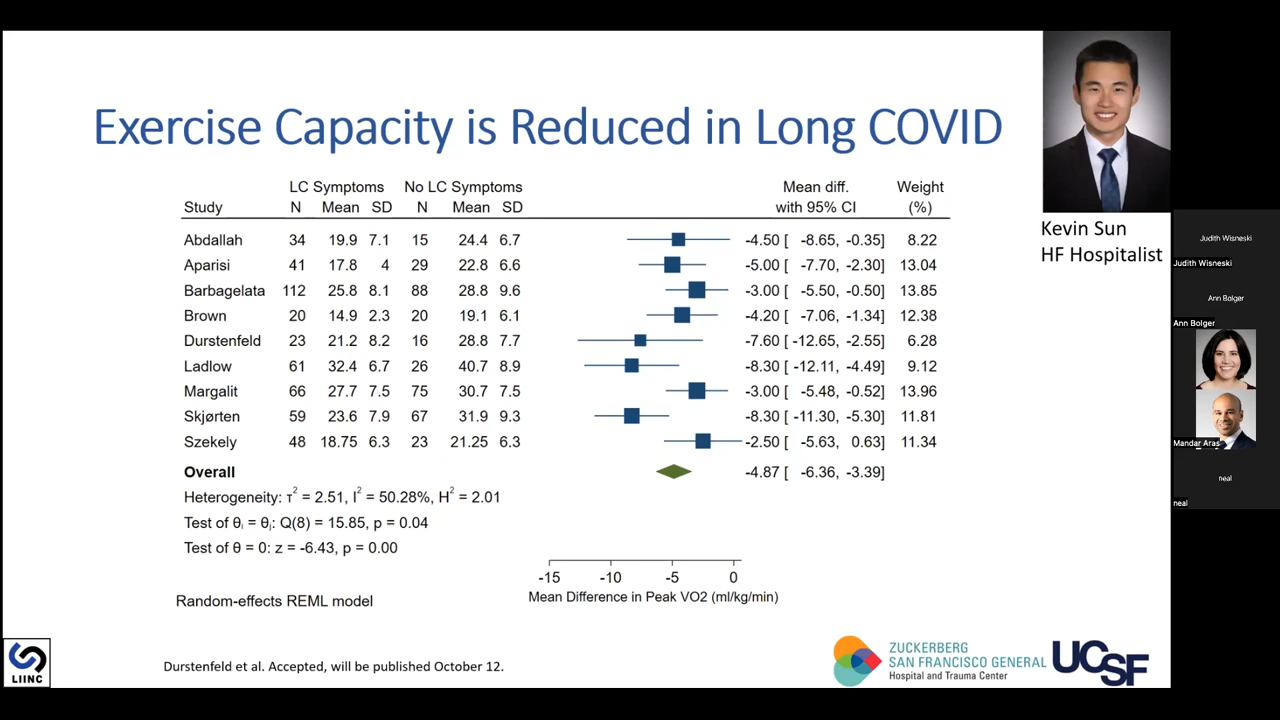 Exercise Capacity is Reduced in Long COVID
Kevin Sun
HF Hospitalist
LC Symptoms No LC Symptoms Mean diff. Weight
Study N Mean SD N Mean SD with 95% CI (%)
Abdallah 34 19.9 7.1 15 24.4 6.7 -4.50 [ -8.65, -0.35] 8.22
Aparisi 41 17.8 4 29 22.8 6.6 -5.00 [ -7.70, -2.30] 13.04
Barbagelata 112 25.8 8.1 88 28.8 9.6 -3.00 [ -5.50, -0.50] 13.85
Brown 20 14.9 2.3 20 19.1 6.1 -4.20 [ -7.06, -1.34] 12.38
Durstenfeld 23 21.2 8.2 16 28.8 7.7 -7.60 [ -12.65, -2.55] 6.28
Ladlow 61 32.4 6.7 26 40.7 8.9 -8.30 [ -12.11, -4.49] 9.12
Margalit 66 27.7 7.5 75 30.7 7.5 -3.00 [ -5.48, -0.52] 13.96
Skjørten 59 23.6 7.9 67 31.9 9.3 -8.30 [ -11.30, -5.30] 11.81
Szekely 48 18.75 6.3 23 21.25 6.3 -2.50 [ -5.63, 0.63] 11.34
Overall -4.87 [ -6.36, -3.39]
Heterogeneity: τ² = 2.51, I² = 50.28%, H² = 2.01
Test of θᵢ = θⱼ: Q(8) = 15.85, p = 0.04
Test of θ = 0: z = -6.43, p = 0.00
-15 -10 -5 0
Mean Difference in Peak VO2 (ml/kg/min)
Random-effects REML model
Durstenfeld et al. Accepted, will be published October 12.
LIINC
ZUCKERBERG
SAN FRANCISCO GENERAL
Hospital and Trauma Center
UCSF
Judith Wisneski
Judith Wisneski
Ann Bolger
Ann Bolger
Mandar Aras
neal
neal